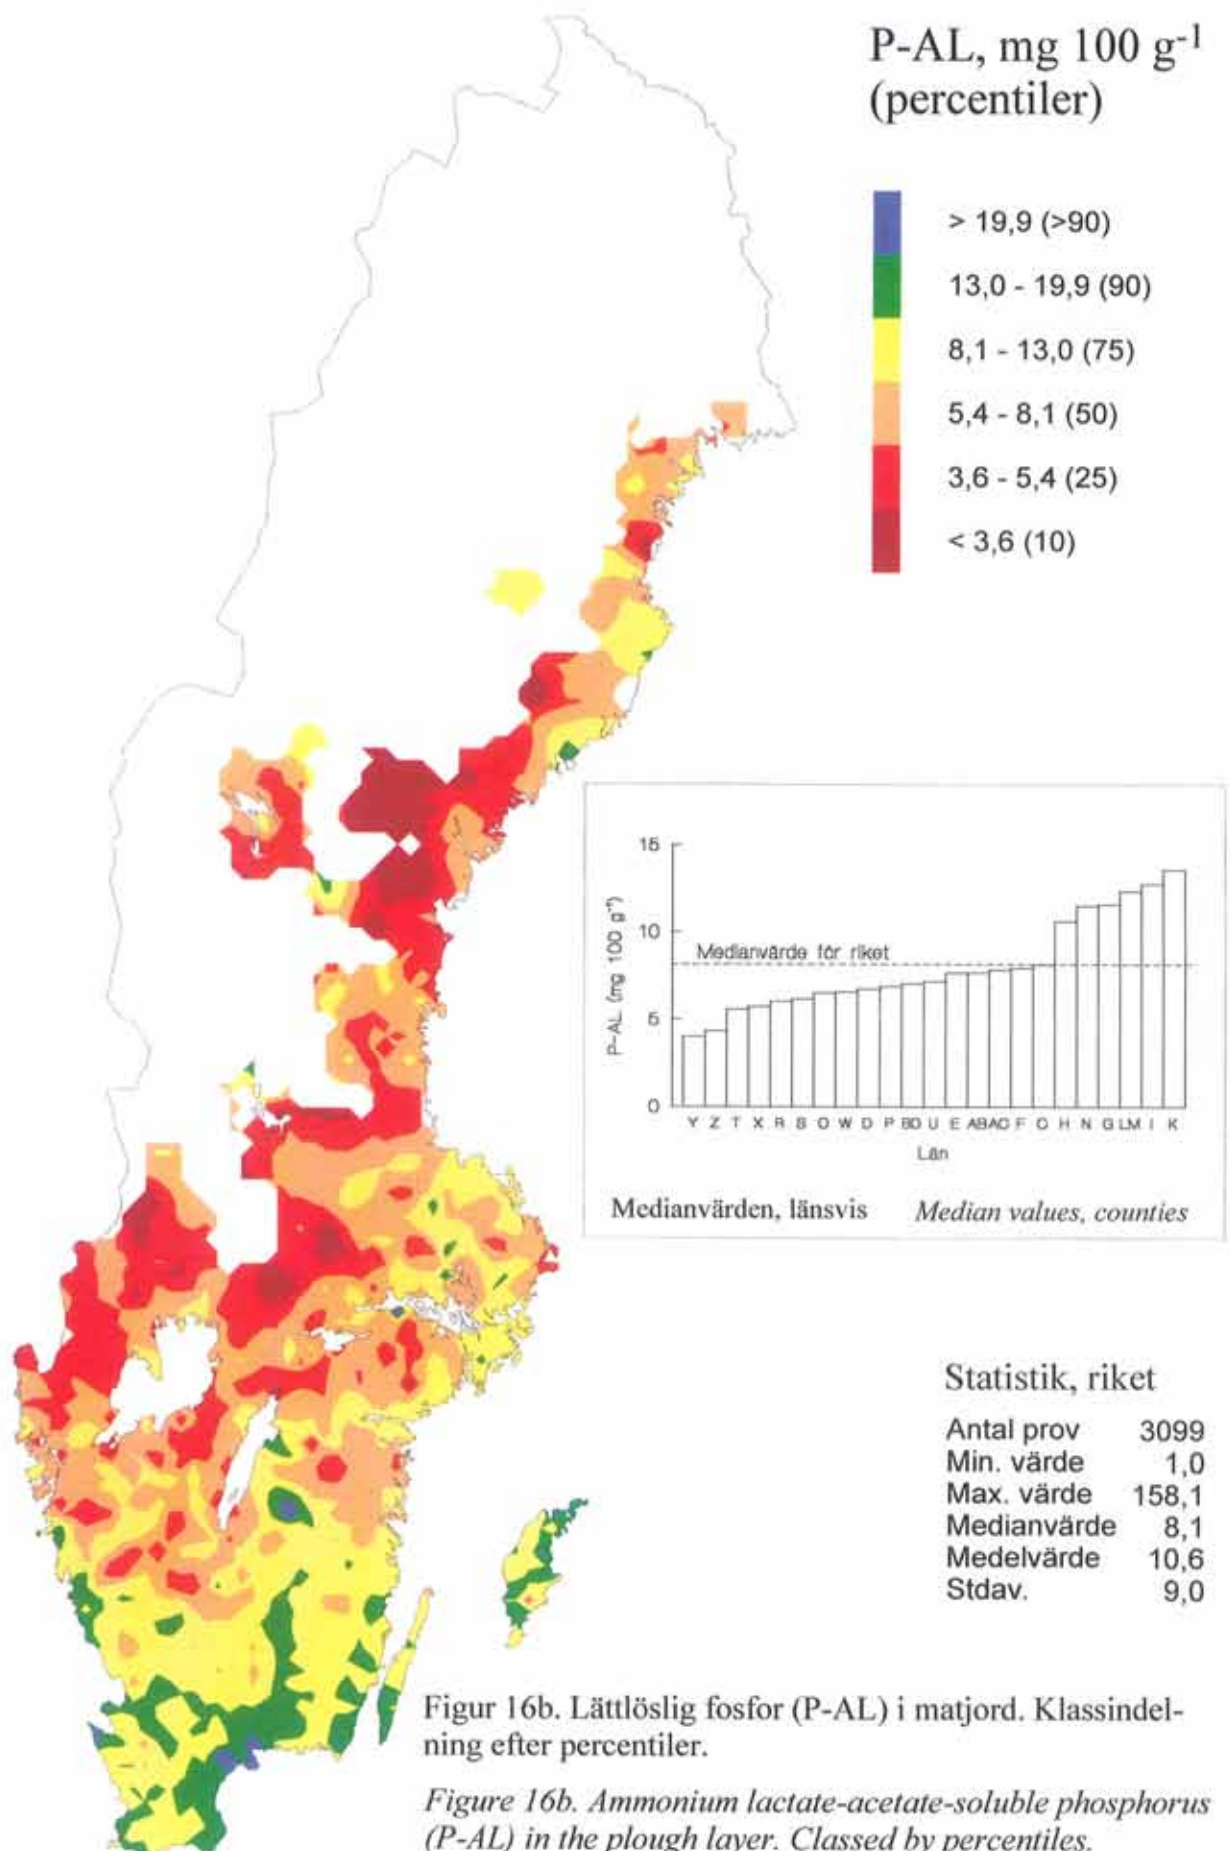 P-AL, mg 100 g⁻¹
(percentiler)
> 19,9 (>90)
13,0 - 19,9 (90)
8,1 - 13,0 (75)
5,4 - 8,1 (50)
3,6 - 5,4 (25)
< 3,6 (10)
15
10
5
0
P-AL (mg 100 g⁻¹)
Medianvärde för riket
Y Z T X R S O W D P BD U E AB AC F C H N G LM I K
Län
Medianvärden, länsvis Median values, counties
Statistik, riket
Antal prov 3099
Min. värde 1,0
Max. värde 158,1
Medianvärde 8,1
Medelvärde 10,6
Stdav. 9,0
Figur 16b. Lättlöslig fosfor (P-AL) i matjord. Klassindel-
ning efter percentiler.
Figure 16b. Ammonium lactate-acetate-soluble phosphorus
(P-AL) in the plough layer. Classed by percentiles.